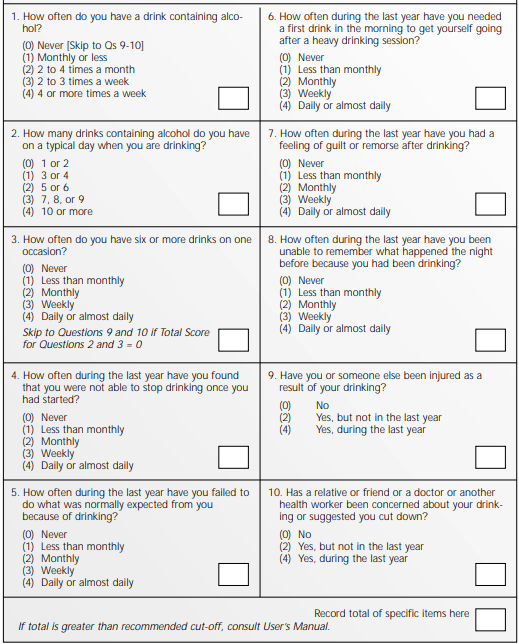 1. How often do you have a drink containing alco-
hol?
(0) Never [Skip to Qs 9-10]
(1) Monthly or less
(2) 2 to 4 times a month
(3) 2 to 3 times a week
(4) 4 or more times a week
2. How many drinks containing alcohol do you have
on a typical day when you are drinking?
(0) 1 or 2
(1) 3 or 4
(2) 5 or 6
(3) 7, 8, or 9
(4) 10 or more
3. How often do you have six or more drinks on one
occasion?
(0) Never
(1) Less than monthly
(2) Monthly
(3) Weekly
(4) Daily or almost daily
Skip to Questions 9 and 10 if Total Score
for Questions 2 and 3 = 0
4. How often during the last year have you found
that you were not able to stop drinking once you
had started?
(0) Never
(1) Less than monthly
(2) Monthly
(3) Weekly
(4) Daily or almost daily
5. How often during the last year have you failed to
do what was normally expected from you
because of drinking?
(0) Never
(1) Less than monthly
(2) Monthly
(3) Weekly
(4) Daily or almost daily
6. How often during the last year have you needed
a first drink in the morning to get yourself going
after a heavy drinking session?
(0) Never
(1) Less than monthly
(2) Monthly
(3) Weekly
(4) Daily or almost daily
7. How often during the last year have you had a
feeling of guilt or remorse after drinking?
(0) Never
(1) Less than monthly
(2) Monthly
(3) Weekly
(4) Daily or almost daily
8. How often during the last year have you been
unable to remember what happened the night
before because you had been drinking?
(0) Never
(1) Less than monthly
(2) Monthly
(3) Weekly
(4) Daily or almost daily
9. Have you or someone else been injured as a
result of your drinking?
(0) No
(2) Yes, but not in the last year
(4) Yes, during the last year
10. Has a relative or friend or a doctor or another
health worker been concerned about your drink-
ing or suggested you cut down?
(0) No
(2) Yes, but not in the last year
(4) Yes, during the last year
Record total of specific items here
If total is greater than recommended cut-off, consult User's Manual.